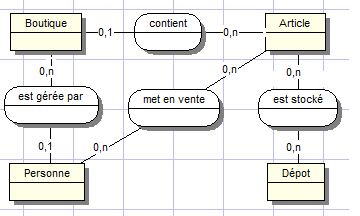 Boutique contient Article
0,1 0,n
0,n 0,n 0,n
est gérée par met en vente est stocké
0,1 0,n 0,n
Personne Dépot